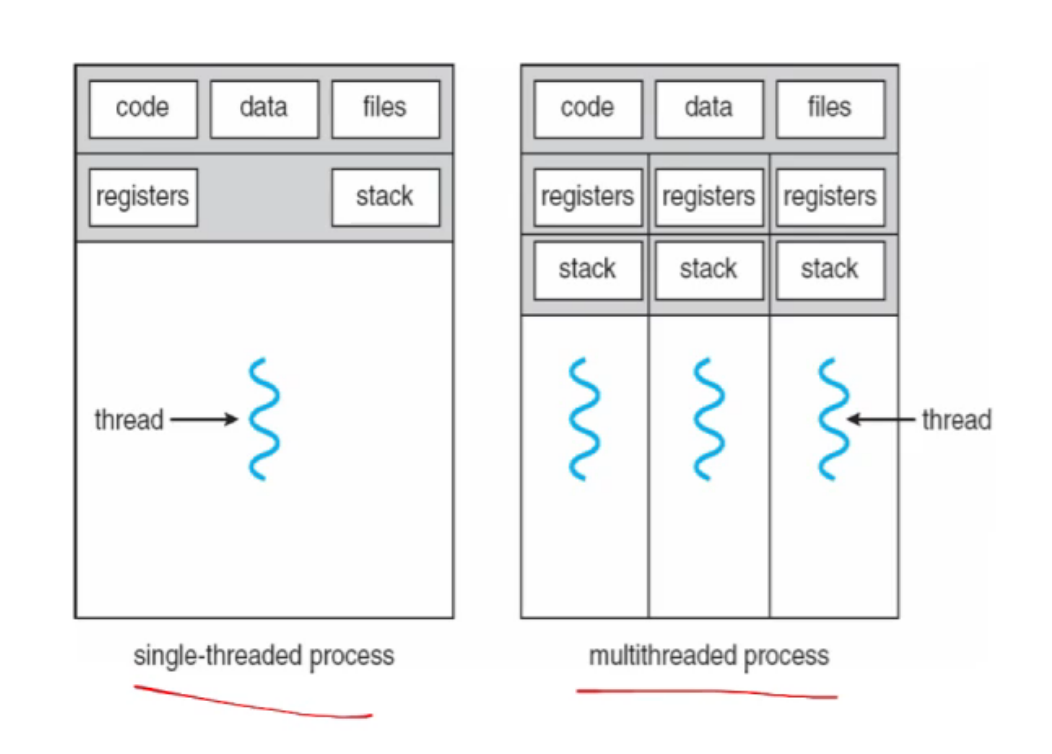 code data files
registers stack
thread
single-threaded process
code data files
registers registers registers
stack stack stack
thread
multithreaded process